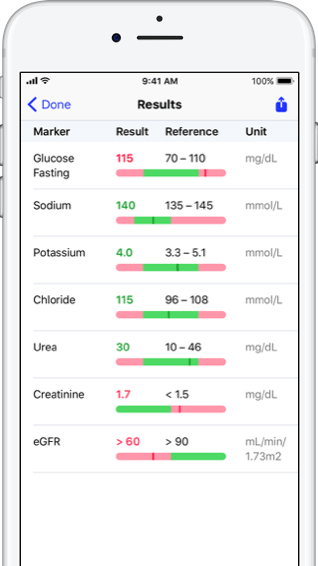 9:41 AM 100%
Done Results
Marker Result Reference Unit
Glucose Fasting 115 70 – 110 mg/dL
Sodium 140 135 – 145 mmol/L
Potassium 4.0 3.3 – 5.1 mmol/L
Chloride 115 96 – 108 mmol/L
Urea 30 10 – 46 mg/dL
Creatinine 1.7 < 1.5 mg/dL
eGFR > 60 > 90 mL/min/
1.73m2